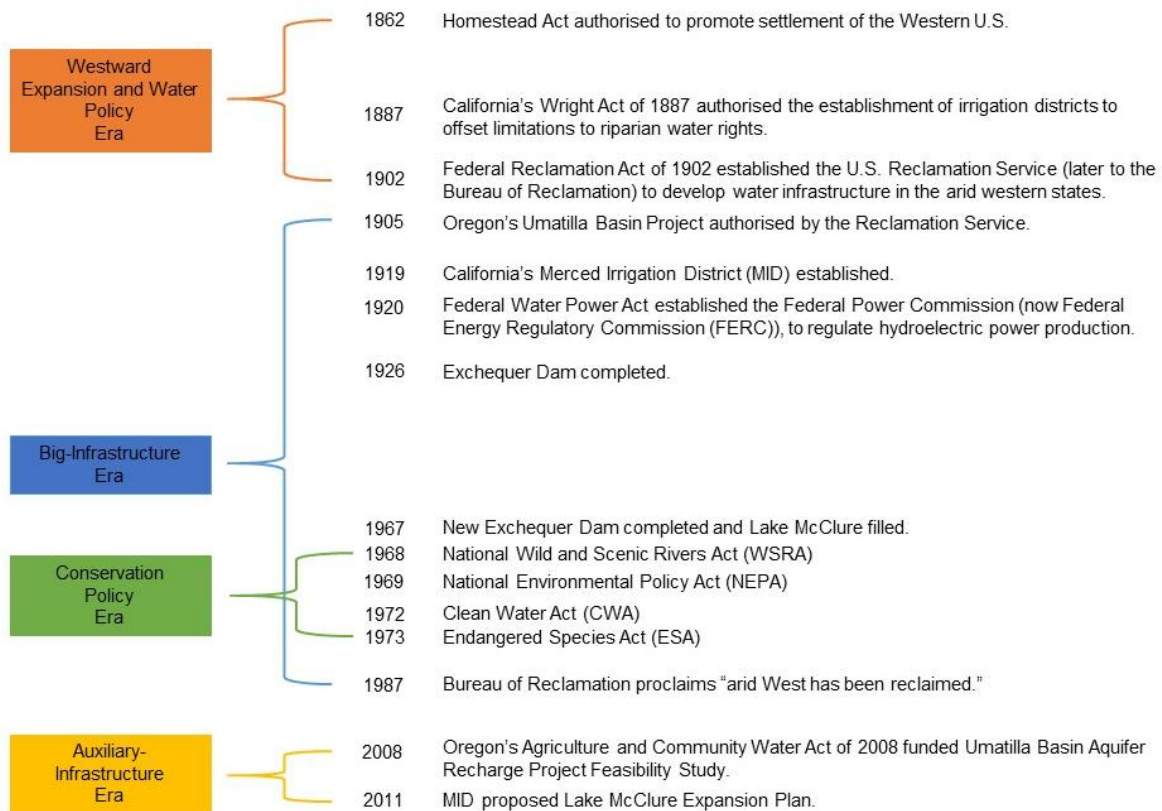 Westward
Expansion and Water
Policy
Era
1862 Homestead Act authorised to promote settlement of the Western U.S.
1887 California's Wright Act of 1887 authorised the establishment of irrigation districts to
offset limitations to riparian water rights.
1902 Federal Reclamation Act of 1902 established the U.S. Reclamation Service (later to the
Bureau of Reclamation) to develop water infrastructure in the arid western states.
Big-Infrastructure
Era
1905 Oregon's Umatilla Basin Project authorised by the Reclamation Service.
1919 California's Merced Irrigation District (MID) established.
1920 Federal Water Power Act established the Federal Power Commission (now Federal
Energy Regulatory Commission (FERC)), to regulate hydroelectric power production.
1926 Exchequer Dam completed.
1967 New Exchequer Dam completed and Lake McClure filled.
Conservation
Policy
Era
1968 National Wild and Scenic Rivers Act (WSRA)
1969 National Environmental Policy Act (NEPA)
1972 Clean Water Act (CWA)
1973 Endangered Species Act (ESA)
1987 Bureau of Reclamation proclaims “arid West has been reclaimed.”
Auxiliary-
Infrastructure
Era
2008 Oregon's Agriculture and Community Water Act of 2008 funded Umatilla Basin Aquifer
Recharge Project Feasibility Study.
2011 MID proposed Lake McClure Expansion Plan.